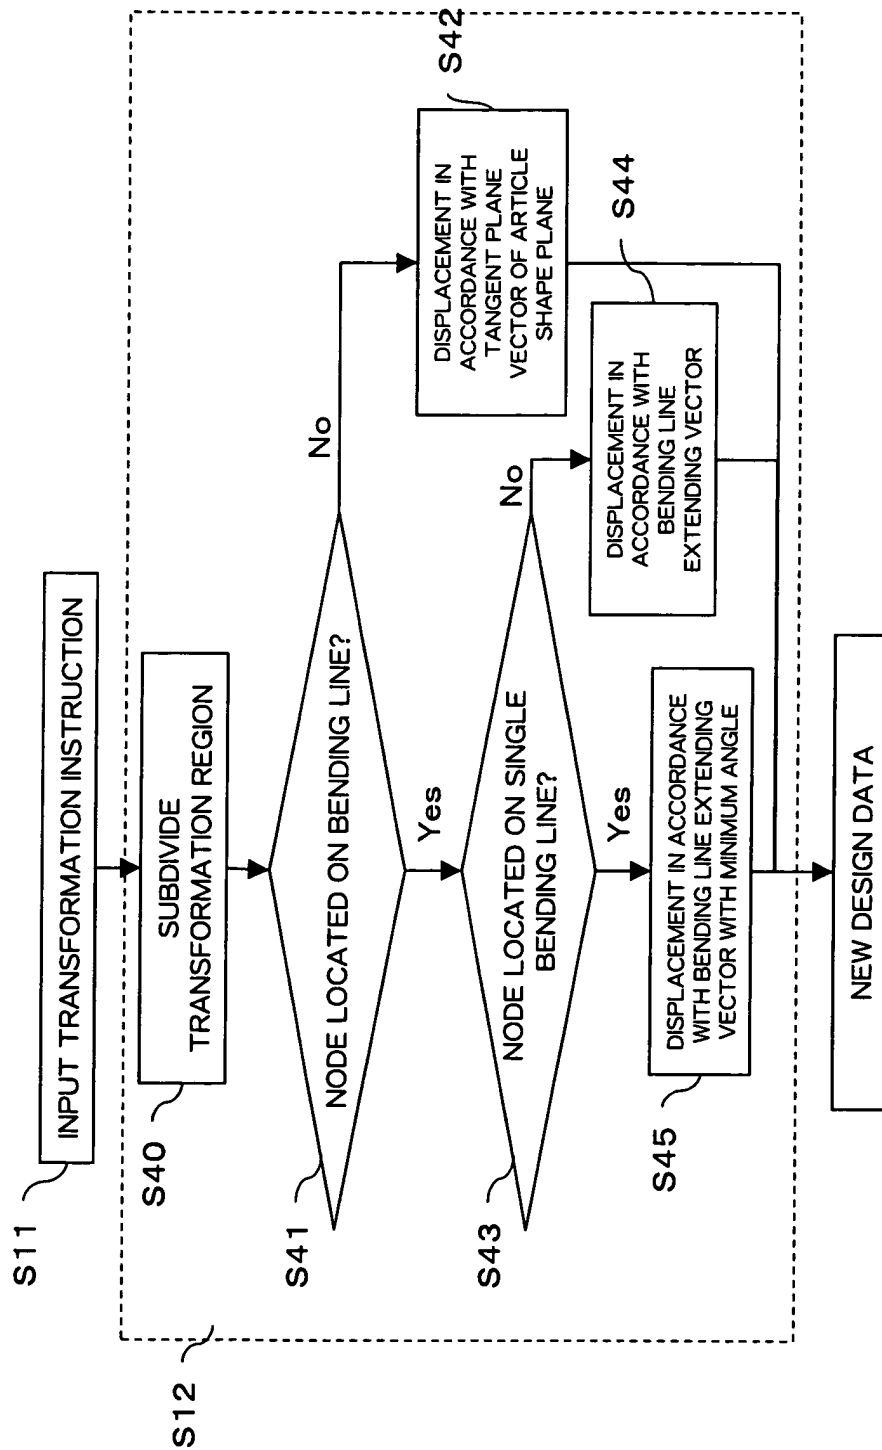 S11
INPUT TRANSFORMATION INSTRUCTION
S12
S40
SUBDIVIDE
TRANSFORMATION REGION
S41
NODE LOCATED ON BENDING LINE?
No
Yes
S42
DISPLACEMENT IN
ACCORDANCE WITH
TANGENT PLANE
VECTOR OF ARTICLE
SHAPE PLANE
S43
NODE LOCATED ON SINGLE
BENDING LINE?
No
Yes
S44
DISPLACEMENT IN
ACCORDANCE WITH
BENDING LINE
EXTENDING VECTOR
S45
DISPLACEMENT IN ACCORDANCE
WITH BENDING LINE EXTENDING
VECTOR WITH MINIMUM ANGLE
NEW DESIGN DATA